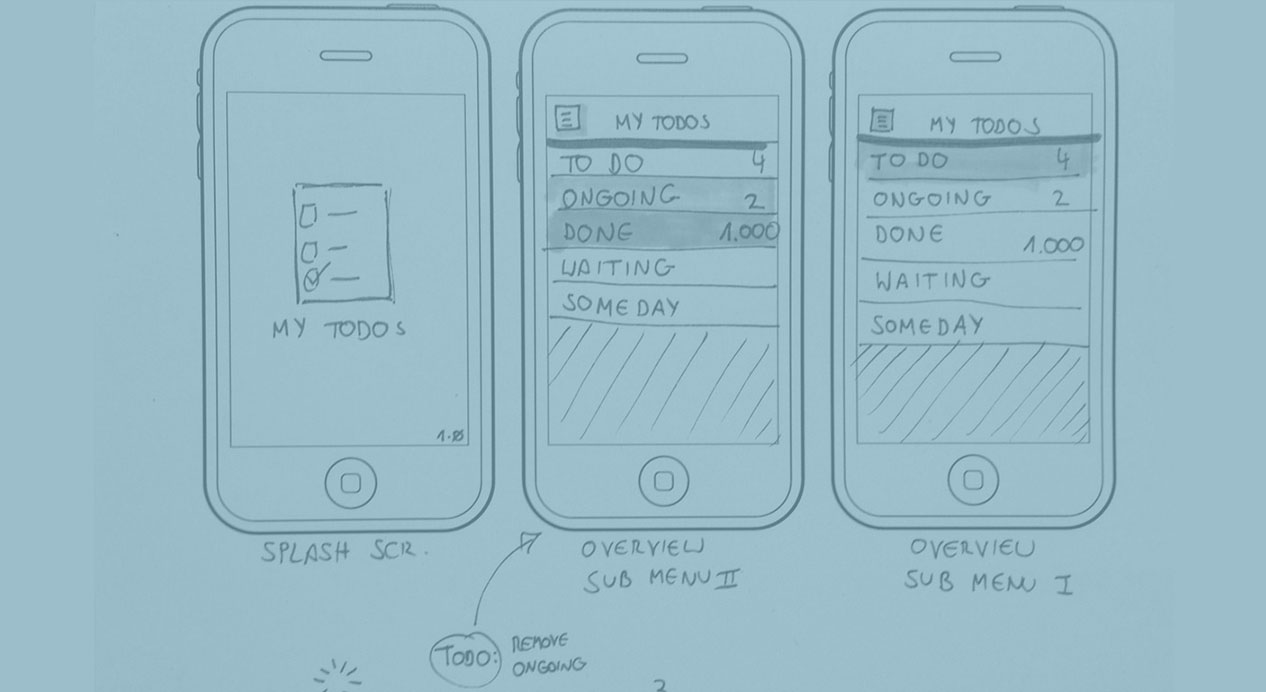 MY TODOS
1.0
SPLASH SCR.
MY TODOS
TO DO 4
ONGOING 2
DONE 1.000
WAITING
SOMEDAY
OVERVIEW
SUB MENU II
MY TODOS
TO DO 4
ONGOING 2
DONE 1.000
WAITING
SOMEDAY
OVERVIEW
SUB MENU I
TODO: REMOVE
ONGOING